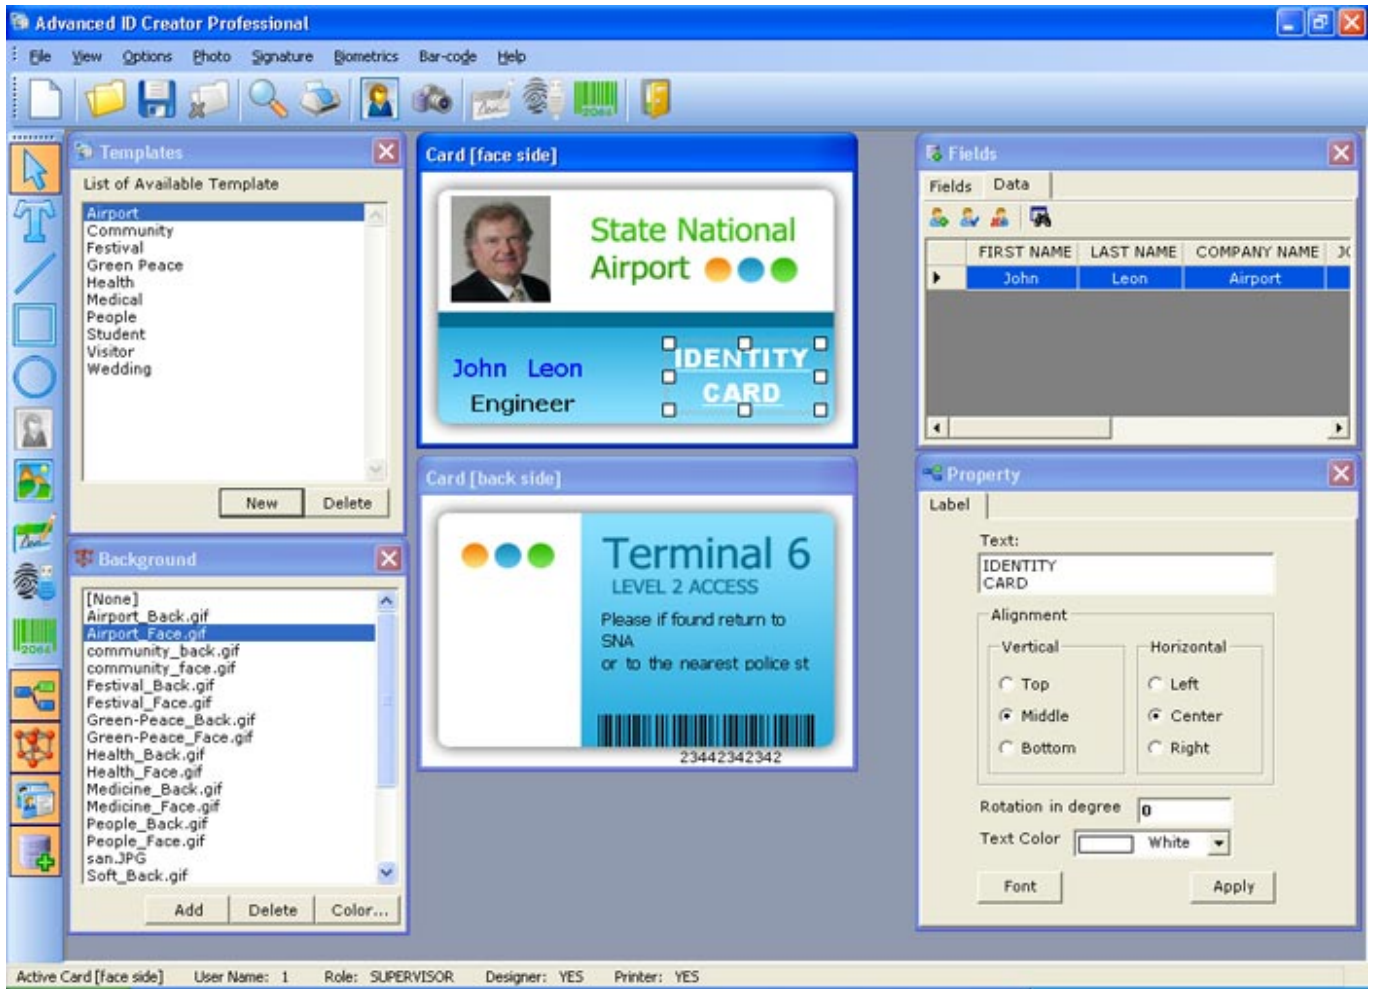 Advanced ID Creator Professional
File View Options Photo Signature Biometrics Bar-code Help
2064
Templates
List of Available Template
Airport
Community
Festival
Green Peace
Health
Medical
People
Student
Visitor
Wedding
New Delete
Background
[None]
Airport_Back.gif
Airport_Face.gif
community_back.gif
community_face.gif
Festival_Back.gif
Festival_Face.gif
Green-Peace_Back.gif
Green-Peace_Face.gif
Health_Back.gif
Health_Face.gif
Medicine_Back.gif
Medicine_Face.gif
People_Back.gif
People_Face.gif
san.JPG
Soft_Back.gif
Add Delete Color...
2064
Card [face side]
State National
Airport
John Leon
Engineer
IDENTITY
CARD
Card [back side]
Terminal 6
LEVEL 2 ACCESS
Please if found return to
SNA
or to the nearest police st
23442342342
Fields
Fields Data
FIRST NAME LAST NAME COMPANY NAME JO
John Leon Airport
Property
Label
Text:
IDENTITY
CARD
Alignment
Vertical Horizontal
Top Left
Middle Center
Bottom Right
Rotation in degree 0
Text Color White
Font Apply
Active Card [face side] User Name: 1 Role: SUPERVISOR Designer: YES Printer: YES